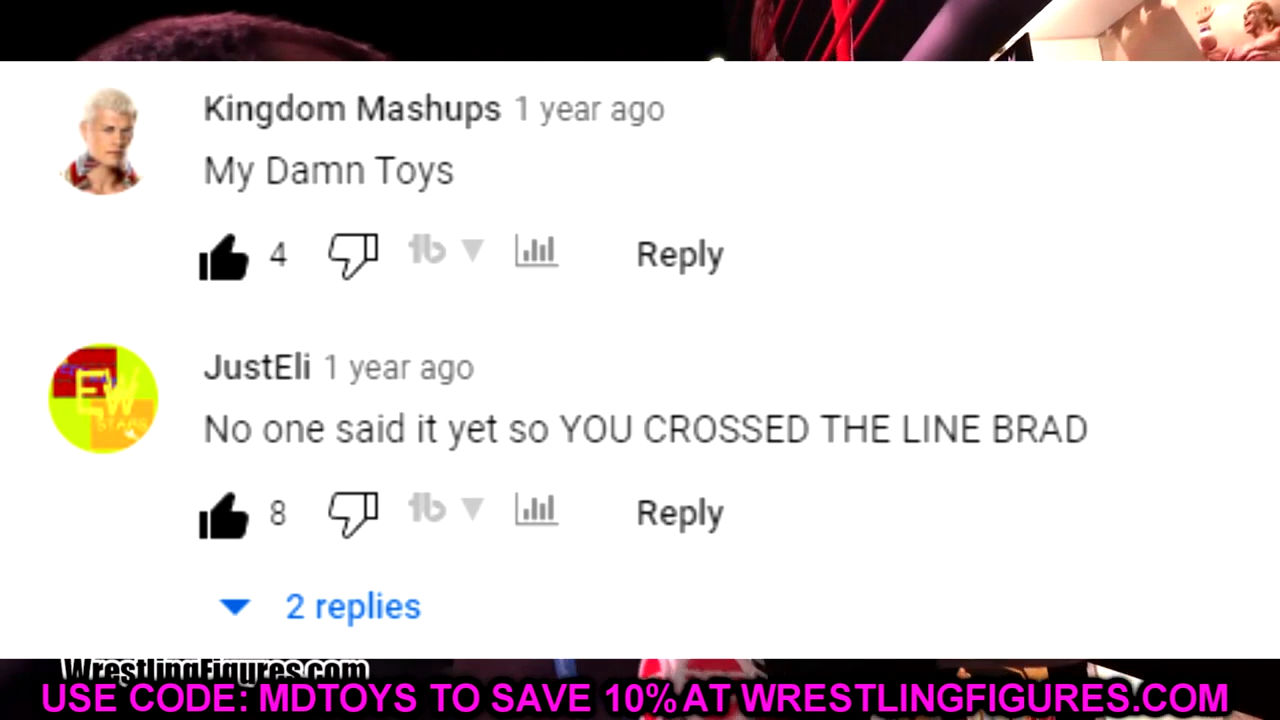 Kingdom Mashups 1 year ago
My Damn Toys
4 Reply
JustEli 1 year ago
No one said it yet so YOU CROSSED THE LINE BRAD
8 Reply
2 replies
WrestlingFigures.com
USE CODE: MDTOYS TO SAVE 10% AT WRESTLINGFIGURES.COM